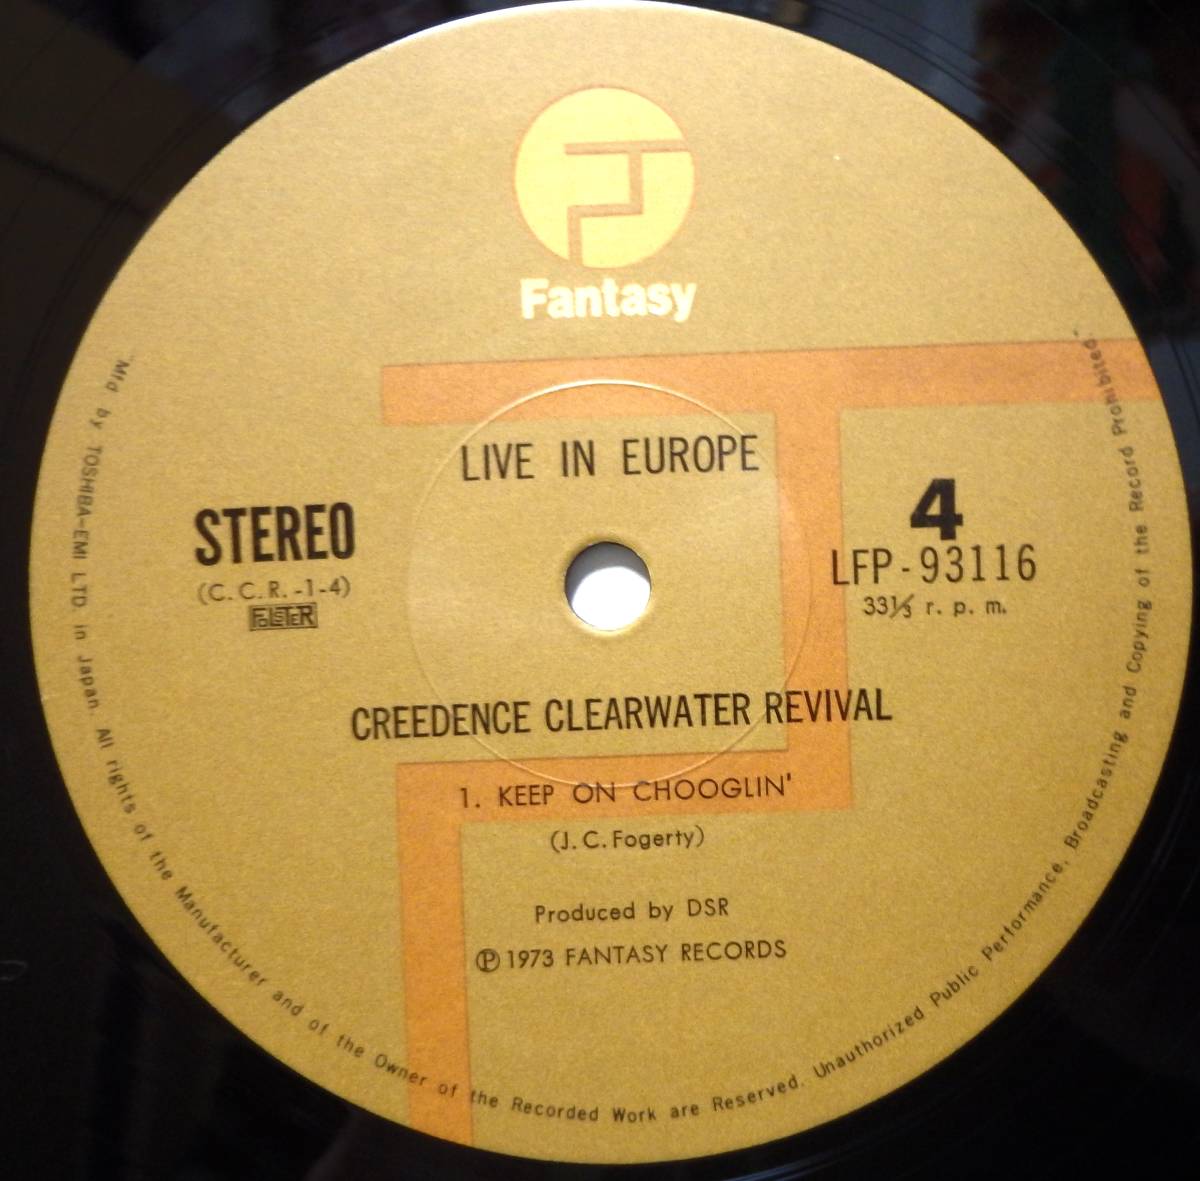 Fantasy
LIVE IN EUROPE
STEREO
(C.C.R.-1-4)
FOLSTER
4
LFP-93116
33⅓ r.p.m.
CREEDENCE CLEARWATER REVIVAL
1. KEEP ON CHOOGLIN'
(J.C.Fogerty)
Produced by DSR
Ⓟ1973 FANTASY RECORDS
"Mfd by TOSHIBA-EMI LTD. in Japan. All rights of the Manufacturer and of the Owner of the Recorded Work are Reserved. Unauthorized Public Performance, Broadcasting and Copying of the Record Prohibited."